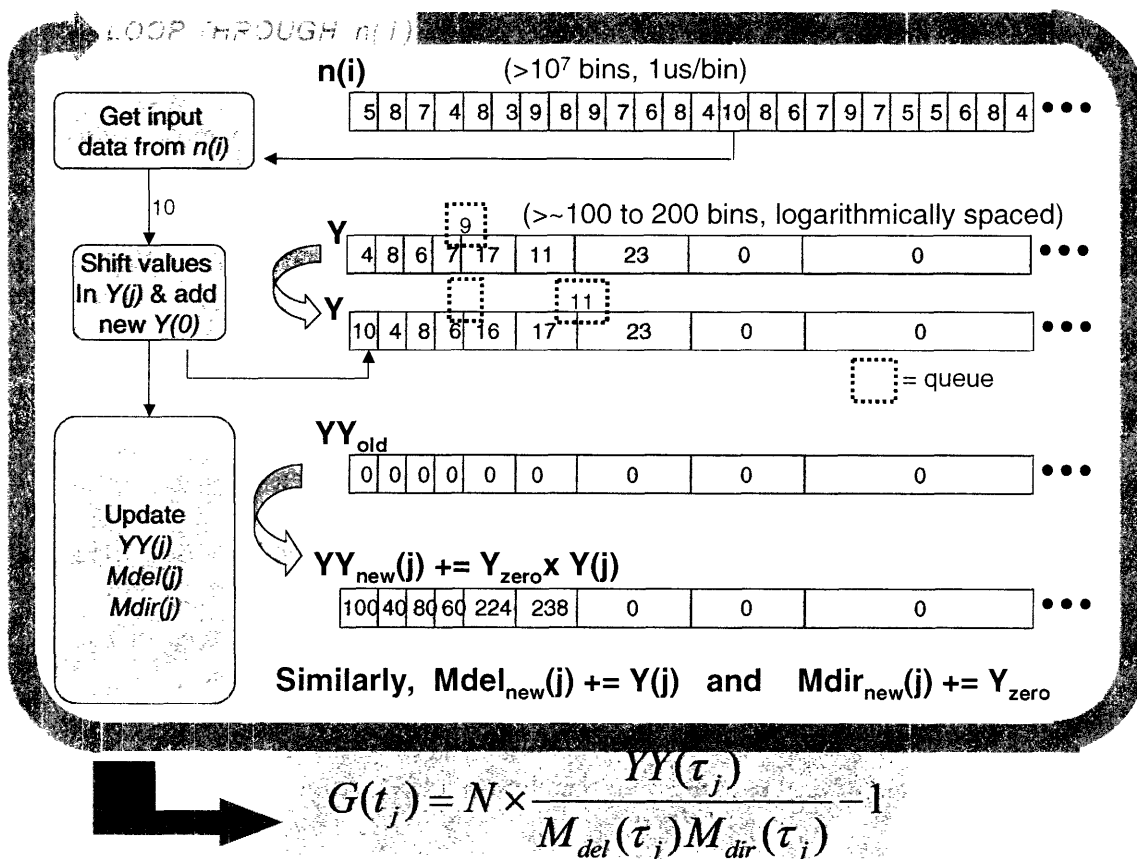 LOOP THROUGH n(i)
n(i) (>10⁷ bins, 1us/bin)
5 8 7 4 8 3 9 8 9 7 6 8 4 10 8 6 7 9 7 5 5 6 8 4 •••
Get input
data from n(i)
10
9
(>~100 to 200 bins, logarithmically spaced)
Y
4 8 6 7 17 11 23 0 0 •••
Shift values
In Y(j) & add
new Y(0)
11
Y
10 4 8 6 16 17 23 0 0 •••
= queue
YY_old
0 0 0 0 0 0 0 0 0 •••
Update
YY(j)
Mdel(j)
Mdir(j)
YY_new(j) += Y_zero x Y(j)
100 40 80 60 224 238 0 0 0 •••
Similarly, Mdel_new(j) += Y(j) and Mdir_new(j) += Y_zero
G(t_j) = N × YY(τ_j) / M_del(τ_j)M_dir(τ_j) − 1